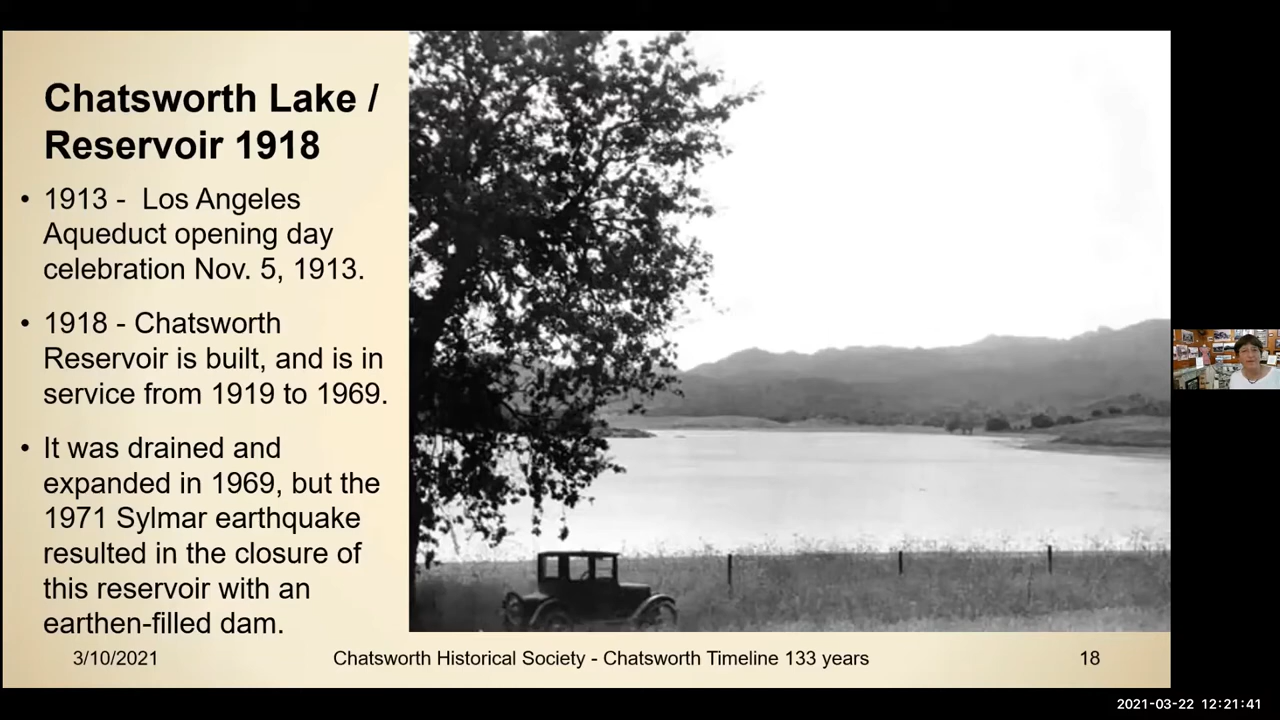 Chatsworth Lake /
Reservoir 1918
• 1913 - Los Angeles
Aqueduct opening day
celebration Nov. 5, 1913.
• 1918 - Chatsworth
Reservoir is built, and is in
service from 1919 to 1969.
• It was drained and
expanded in 1969, but the
1971 Sylmar earthquake
resulted in the closure of
this reservoir with an
earthen-filled dam.
3/10/2021
Chatsworth Historical Society - Chatsworth Timeline 133 years
18
2021-03-22 12:21:41